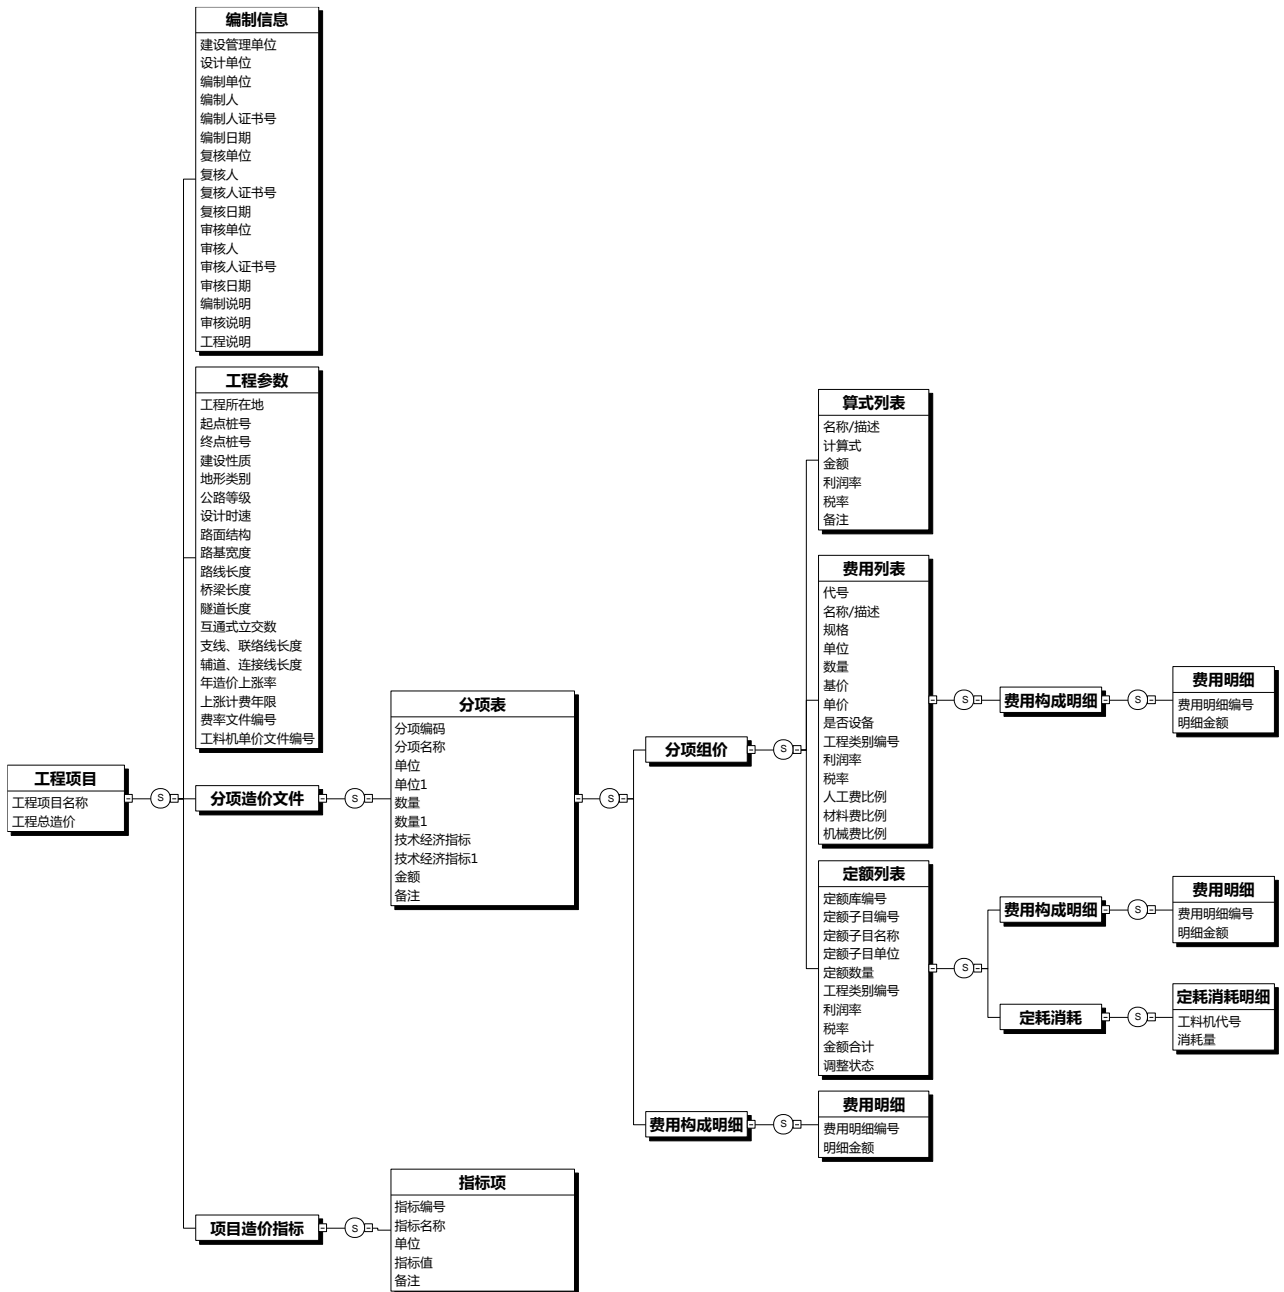 编制信息
建设管理单位
设计单位
编制单位
编制人
编制人证书号
编制日期
复核单位
复核人
复核人证书号
复核日期
审核单位
审核人
审核人证书号
审核日期
编制说明
审核说明
工程说明
工程参数
工程所在地
起点桩号
终点桩号
建设性质
地形类别
公路等级
设计时速
路面结构
路基宽度
路线长度
桥梁长度
隧道长度
互通式立交数
支线、联络线长度
辅道、连接线长度
年造价上涨率
上涨计费年限
费率文件编号
工料机单价文件编号
工程项目
工程项目名称
工程总造价
S
分项造价文件
S
分项表
分项编码
分项名称
单位
单位1
数量
数量1
技术经济指标
技术经济指标1
金额
备注
S
分项组价
S
算式列表
名称/描述
计算式
金额
利润率
税率
备注
费用列表
代号
名称/描述
规格
单位
数量
基价
单价
是否设备
工程类别编号
利润率
税率
人工费比例
材料费比例
机械费比例
S
费用构成明细
S
费用明细
费用明细编号
明细金额
定额列表
定额库编号
定额子目编号
定额子目名称
定额子目单位
定额数量
工程类别编号
利润率
税率
金额合计
调整状态
S
费用构成明细
S
费用明细
费用明细编号
明细金额
定耗消耗
S
定耗消耗明细
工料机代号
消耗量
费用构成明细
S
费用明细
费用明细编号
明细金额
项目造价指标
S
指标项
指标编号
指标名称
单位
指标值
备注